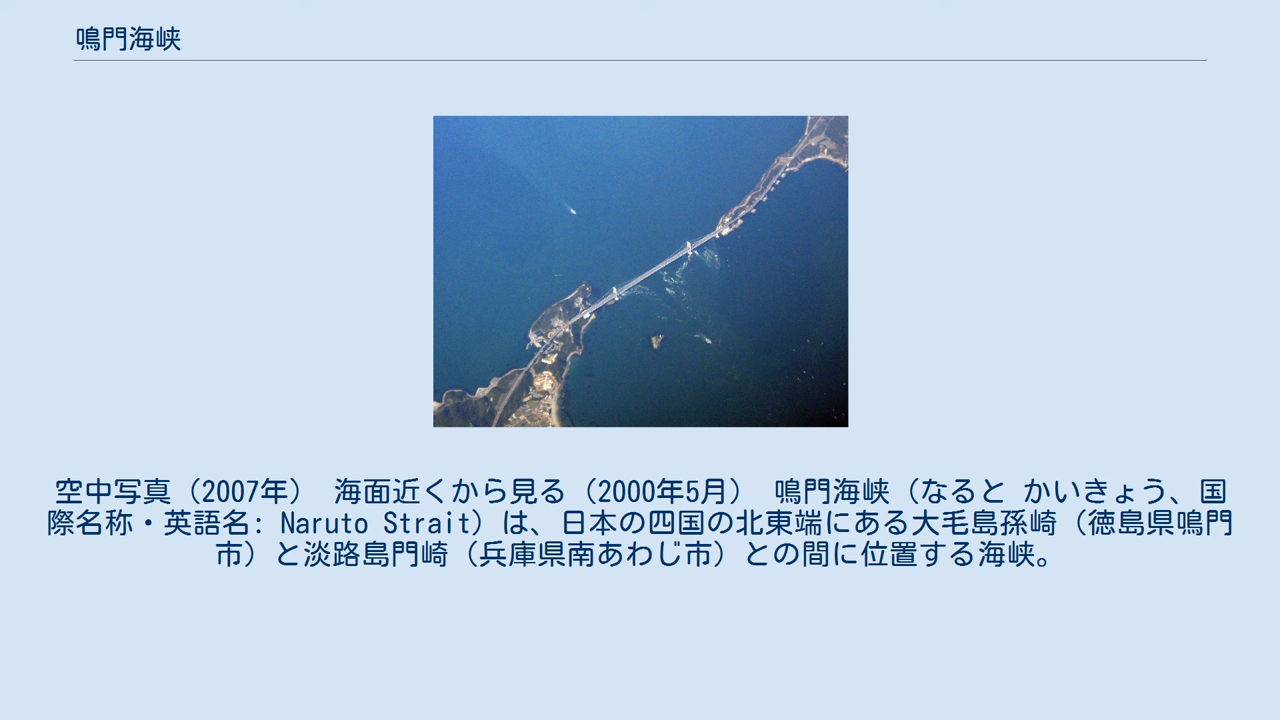 鳴門海峡
空中写真（2007年） 海面近くから見る（2000年5月） 鳴門海峡（なると かいきょう、国
際名称・英語名: Naruto Strait）は、日本の四国の北東端にある大毛島孫崎（徳島県鳴門
市）と淡路島門崎（兵庫県南あわじ市）との間に位置する海峡。